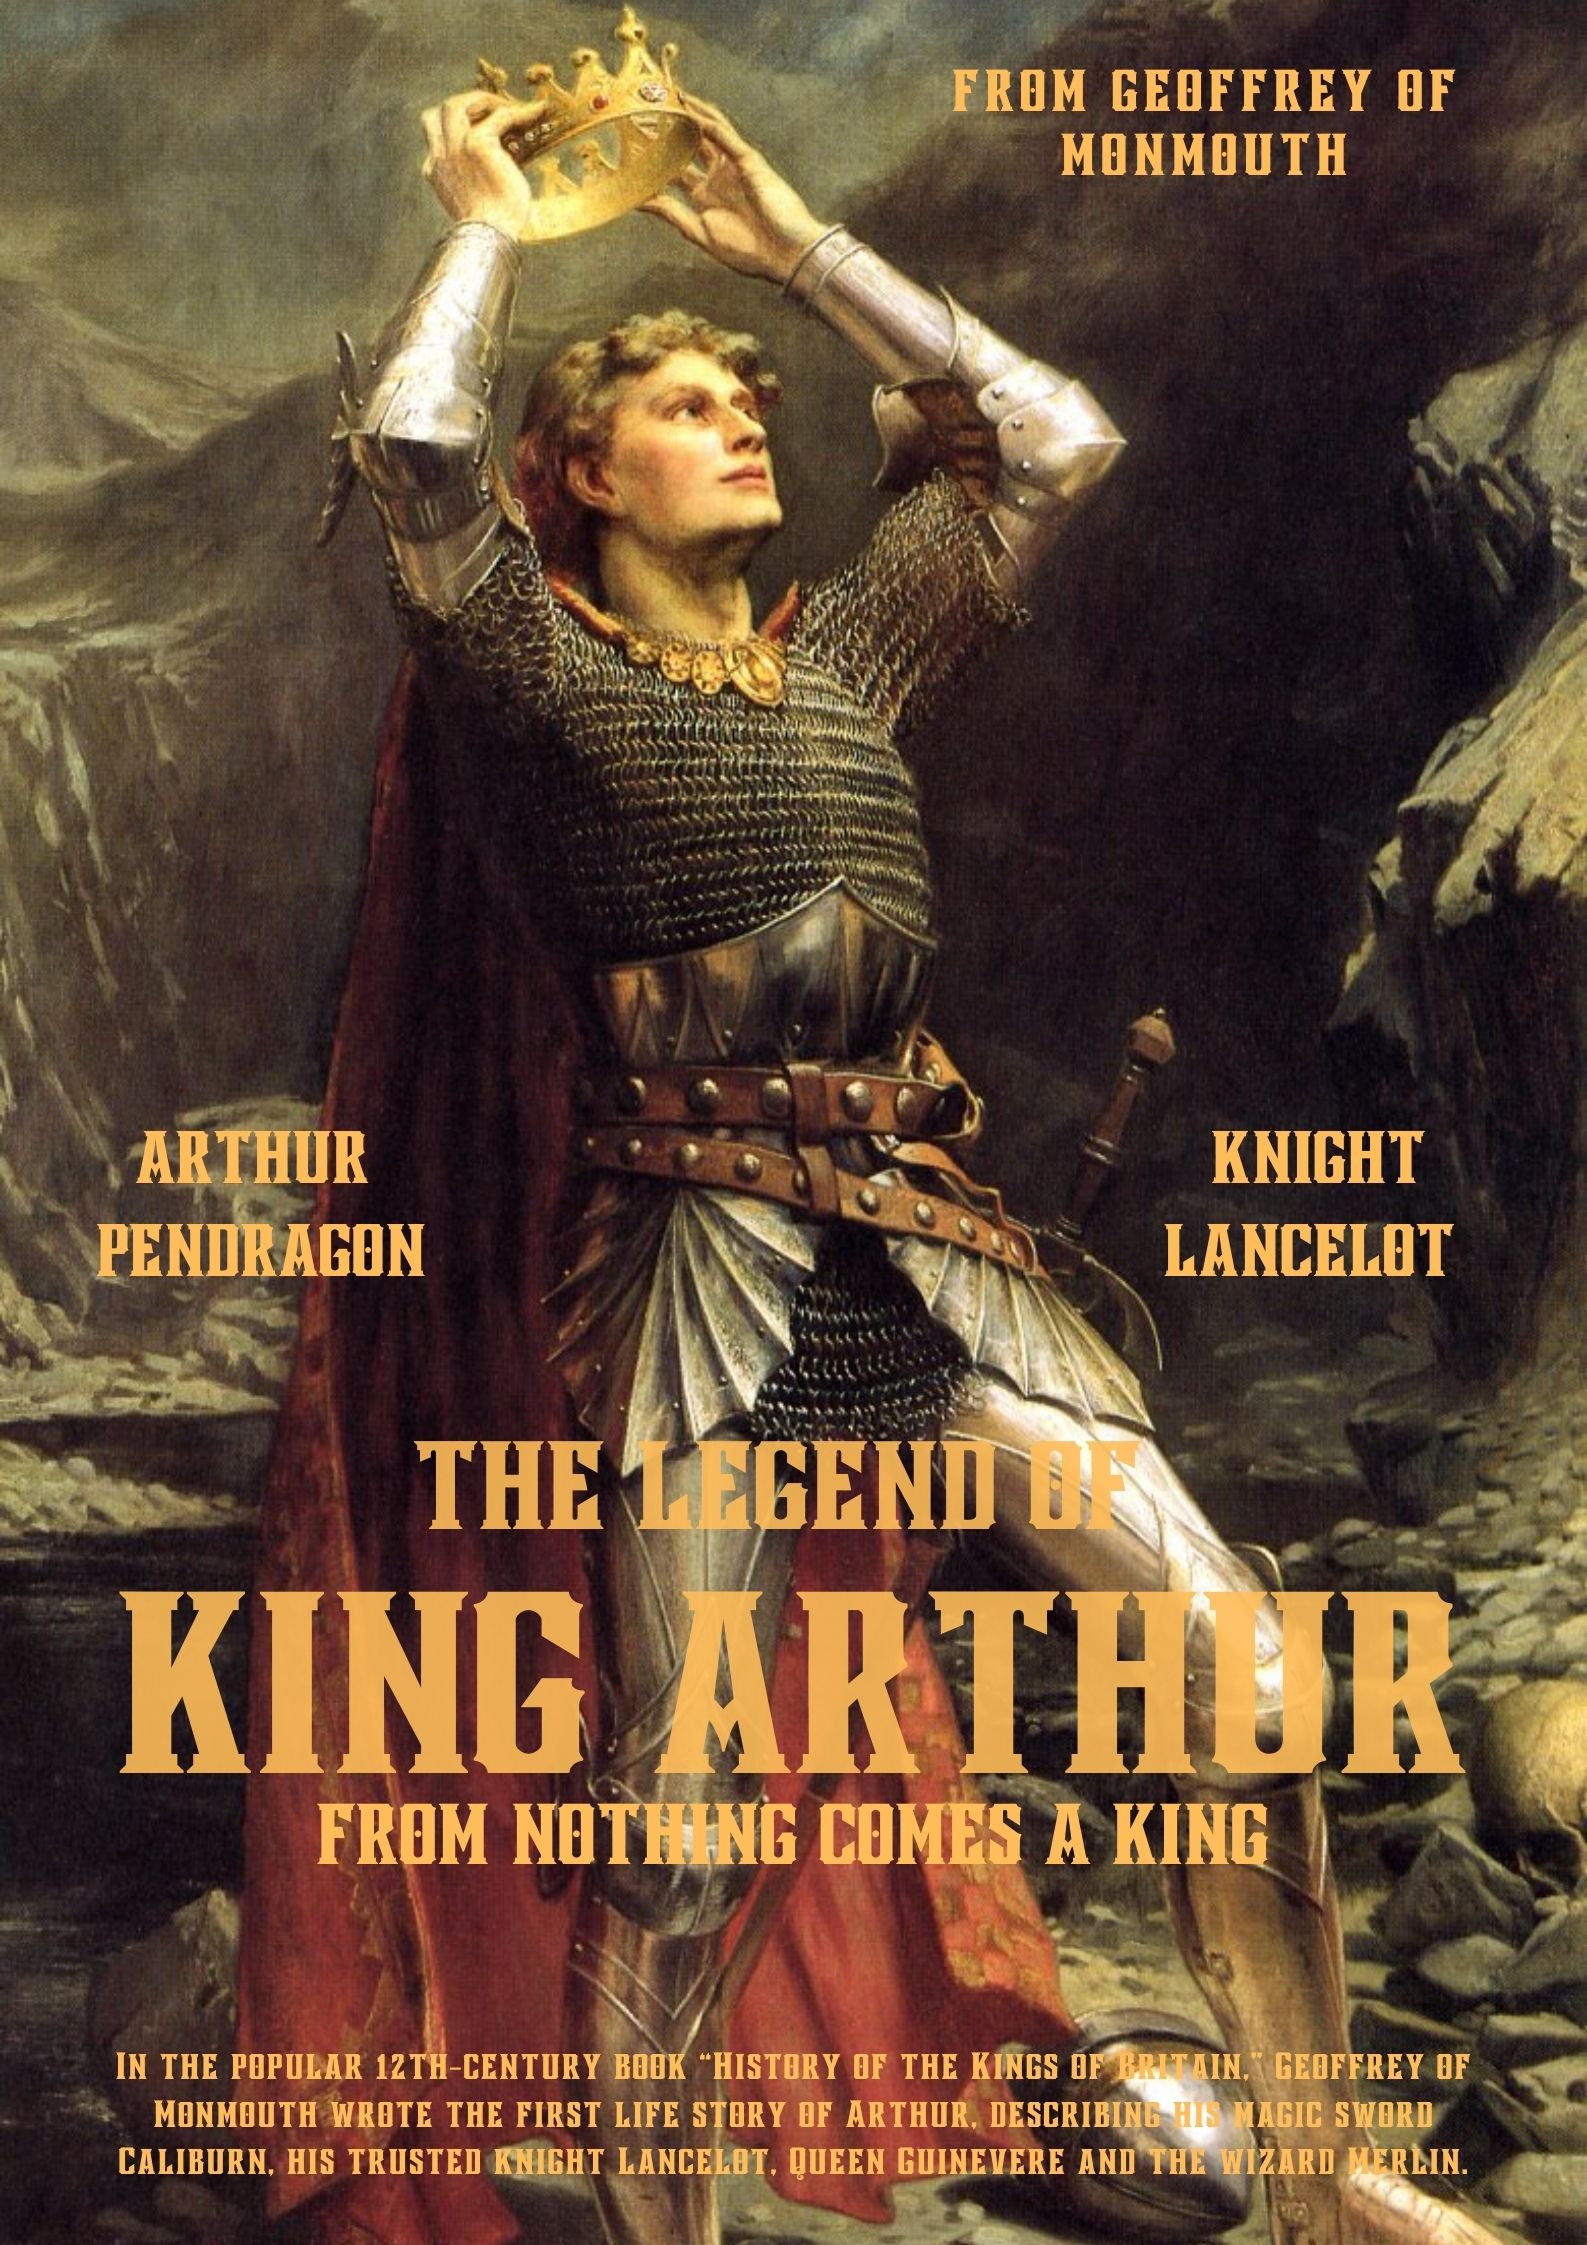 FROM GEOFFREY OF
MONMOUTH
ARTHUR
PENDRAGON
KNIGHT
LANCELOT
THE LEGEND OF
KING ARTHUR
FROM NOTHING COMES A KING
IN THE POPULAR 12TH-CENTURY BOOK “HISTORY OF THE KINGS OF BRITAIN,” GEOFFREY OF
MONMOUTH WROTE THE FIRST LIFE STORY OF ARTHUR, DESCRIBING HIS MAGIC SWORD
CALIBURN, HIS TRUSTED KNIGHT LANCELOT, QUEEN GUINEVERE AND THE WIZARD MERLIN.